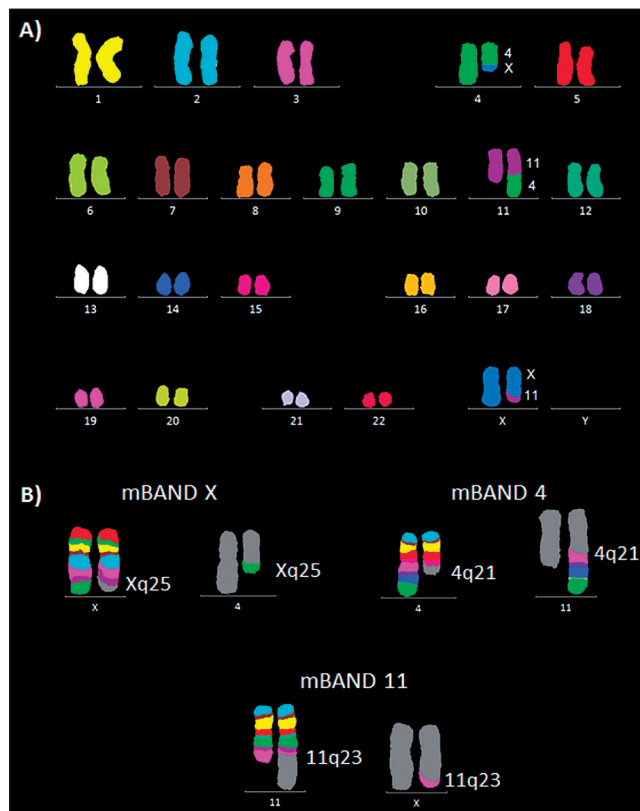 A)
4
X
1 2 3 4 5
11
4
6 7 8 9 10 11 12
13 14 15 16 17 18
X
11
19 20 21 22 X Y
B)
mBAND X mBAND 4
Xq25 Xq25 4q21 4q21
X 4 4 11
mBAND 11
11q23 11q23
11 X